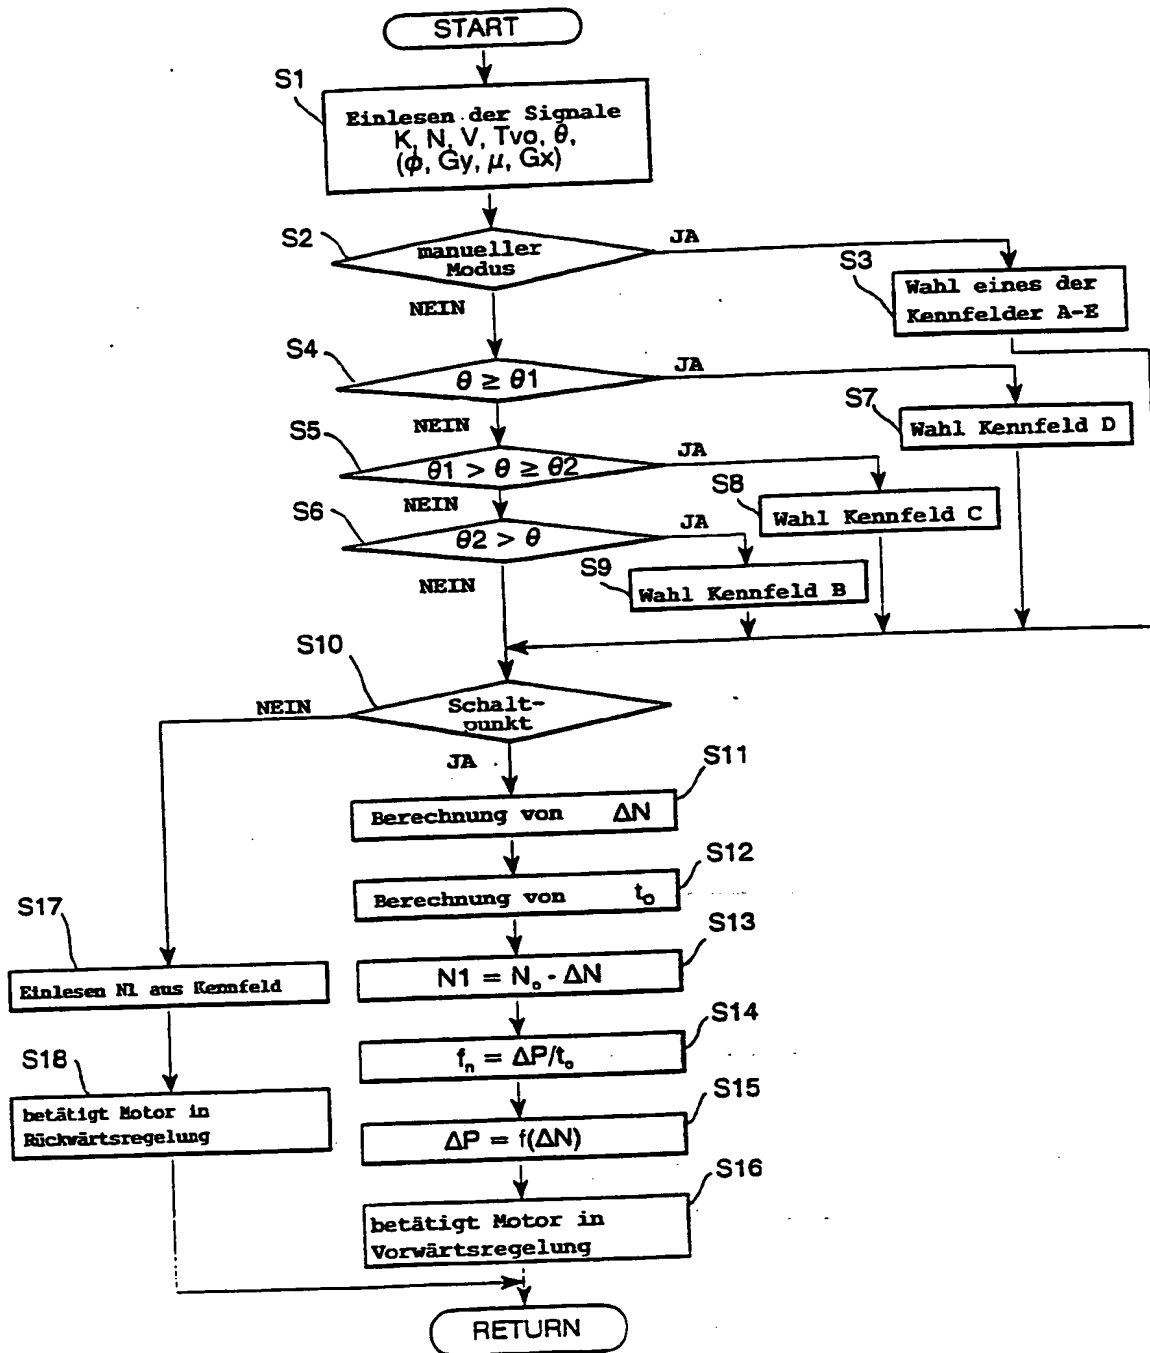 START
S1
Einlesen der Signale
K, N, V, Tvo, θ,
(ϕ, Gy, μ, Gx)
S2
manueller
Modus
JA
NEIN
S3
Wahl eines der
Kennfelder A-E
S4
θ ≥ θ1
JA
NEIN
S7
Wahl Kennfeld D
S5
θ1 > θ ≥ θ2
JA
NEIN
S8
Wahl Kennfeld C
S6
θ2 > θ
JA
NEIN
S9
Wahl Kennfeld B
S10
Schalt-
punkt
NEIN
JA
S11
Berechnung von ΔN
S12
Berechnung von to
S13
N1 = No - ΔN
S14
fn = ΔP/to
S15
ΔP = f(ΔN)
S16
betätigt Motor in
Vorwärtsregelung
S17
Einlesen N1 aus Kennfeld
S18
betätigt Motor in
Rückwärtsregelung
RETURN